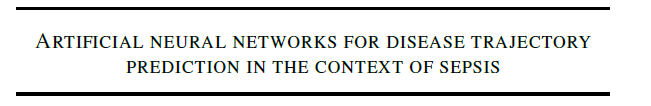 ARTIFICIAL NEURAL NETWORKS FOR DISEASE TRAJECTORY
PREDICTION IN THE CONTEXT OF SEPSIS